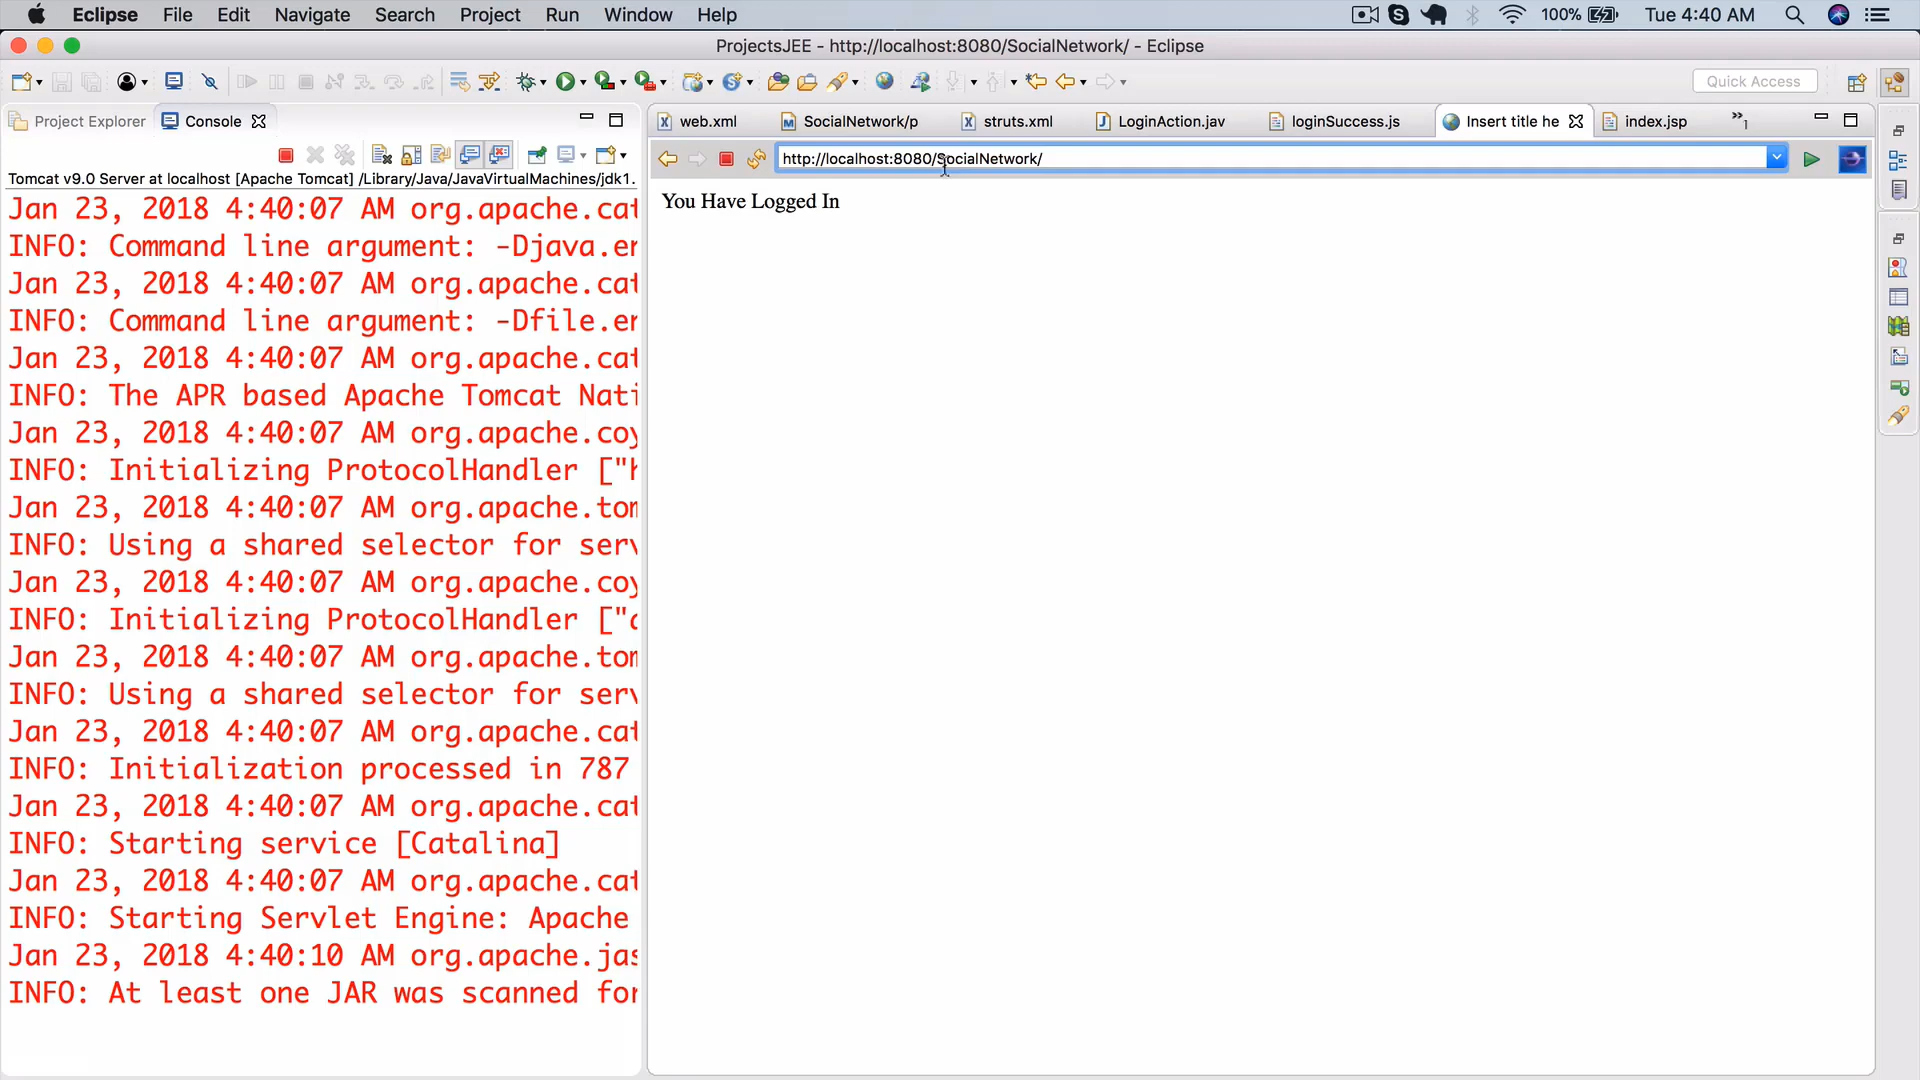 Eclipse File Edit Navigate Search Project Run Window Help 100% Tue 4:40 AM
ProjectsJEE - http://localhost:8080/SocialNetwork/ - Eclipse
Quick Access
Project Explorer Console
web.xml SocialNetwork/p struts.xml LoginAction.jav loginSuccess.js Insert title he index.jsp »1
http://localhost:8080/SocialNetwork/
Tomcat v9.0 Server at localhost [Apache Tomcat] /Library/Java/JavaVirtualMachines/jdk1.
You Have Logged In
Jan 23, 2018 4:40:07 AM org.apache.cat
INFO: Command line argument: -Djava.er
Jan 23, 2018 4:40:07 AM org.apache.cat
INFO: Command line argument: -Dfile.er
Jan 23, 2018 4:40:07 AM org.apache.cat
INFO: The APR based Apache Tomcat Nati
Jan 23, 2018 4:40:07 AM org.apache.coy
INFO: Initializing ProtocolHandler ["h
Jan 23, 2018 4:40:07 AM org.apache.tom
INFO: Using a shared selector for serv
Jan 23, 2018 4:40:07 AM org.apache.coy
INFO: Initializing ProtocolHandler ["a
Jan 23, 2018 4:40:07 AM org.apache.tom
INFO: Using a shared selector for serv
Jan 23, 2018 4:40:07 AM org.apache.cat
INFO: Initialization processed in 787
Jan 23, 2018 4:40:07 AM org.apache.cat
INFO: Starting service [Catalina]
Jan 23, 2018 4:40:07 AM org.apache.cat
INFO: Starting Servlet Engine: Apache
Jan 23, 2018 4:40:10 AM org.apache.jas
INFO: At least one JAR was scanned for